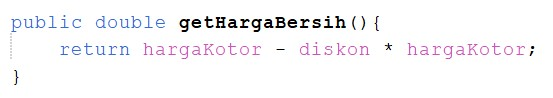 public double getHargaBersih(){
    return hargaKotor - diskon * hargaKotor;
}